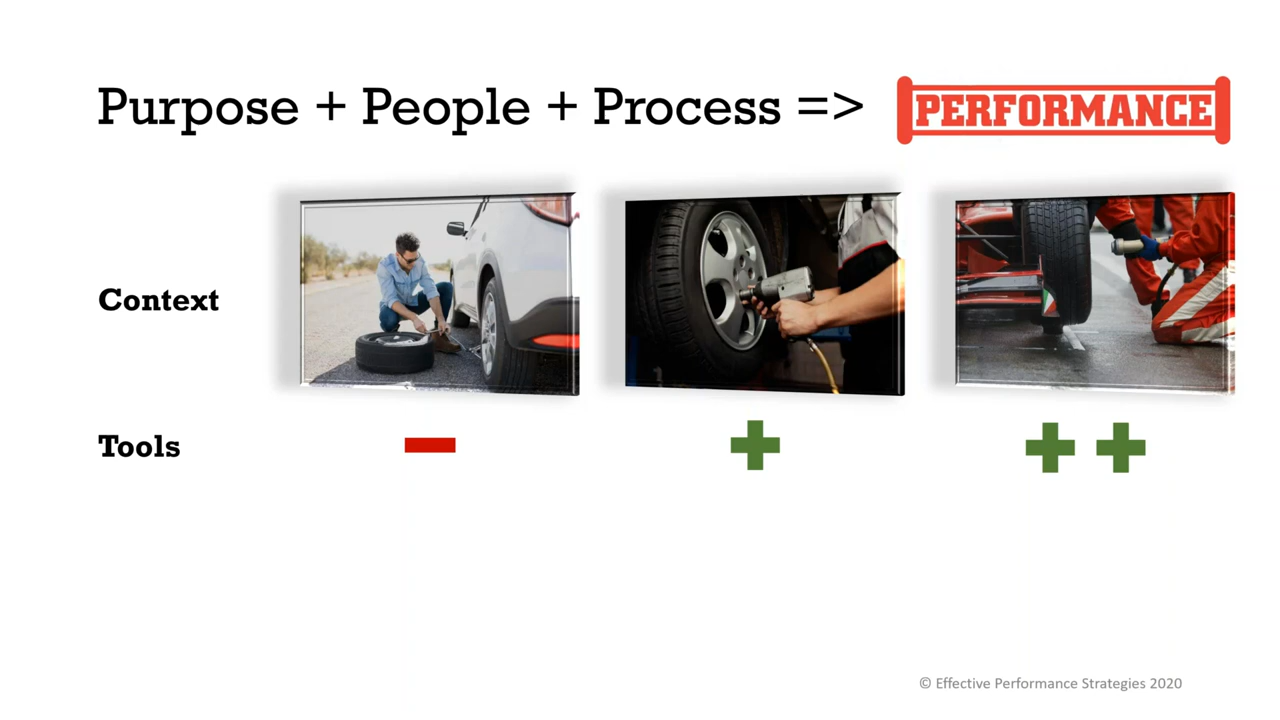 Purpose + People + Process => PERFORMANCE
Context
Tools
© Effective Performance Strategies 2020